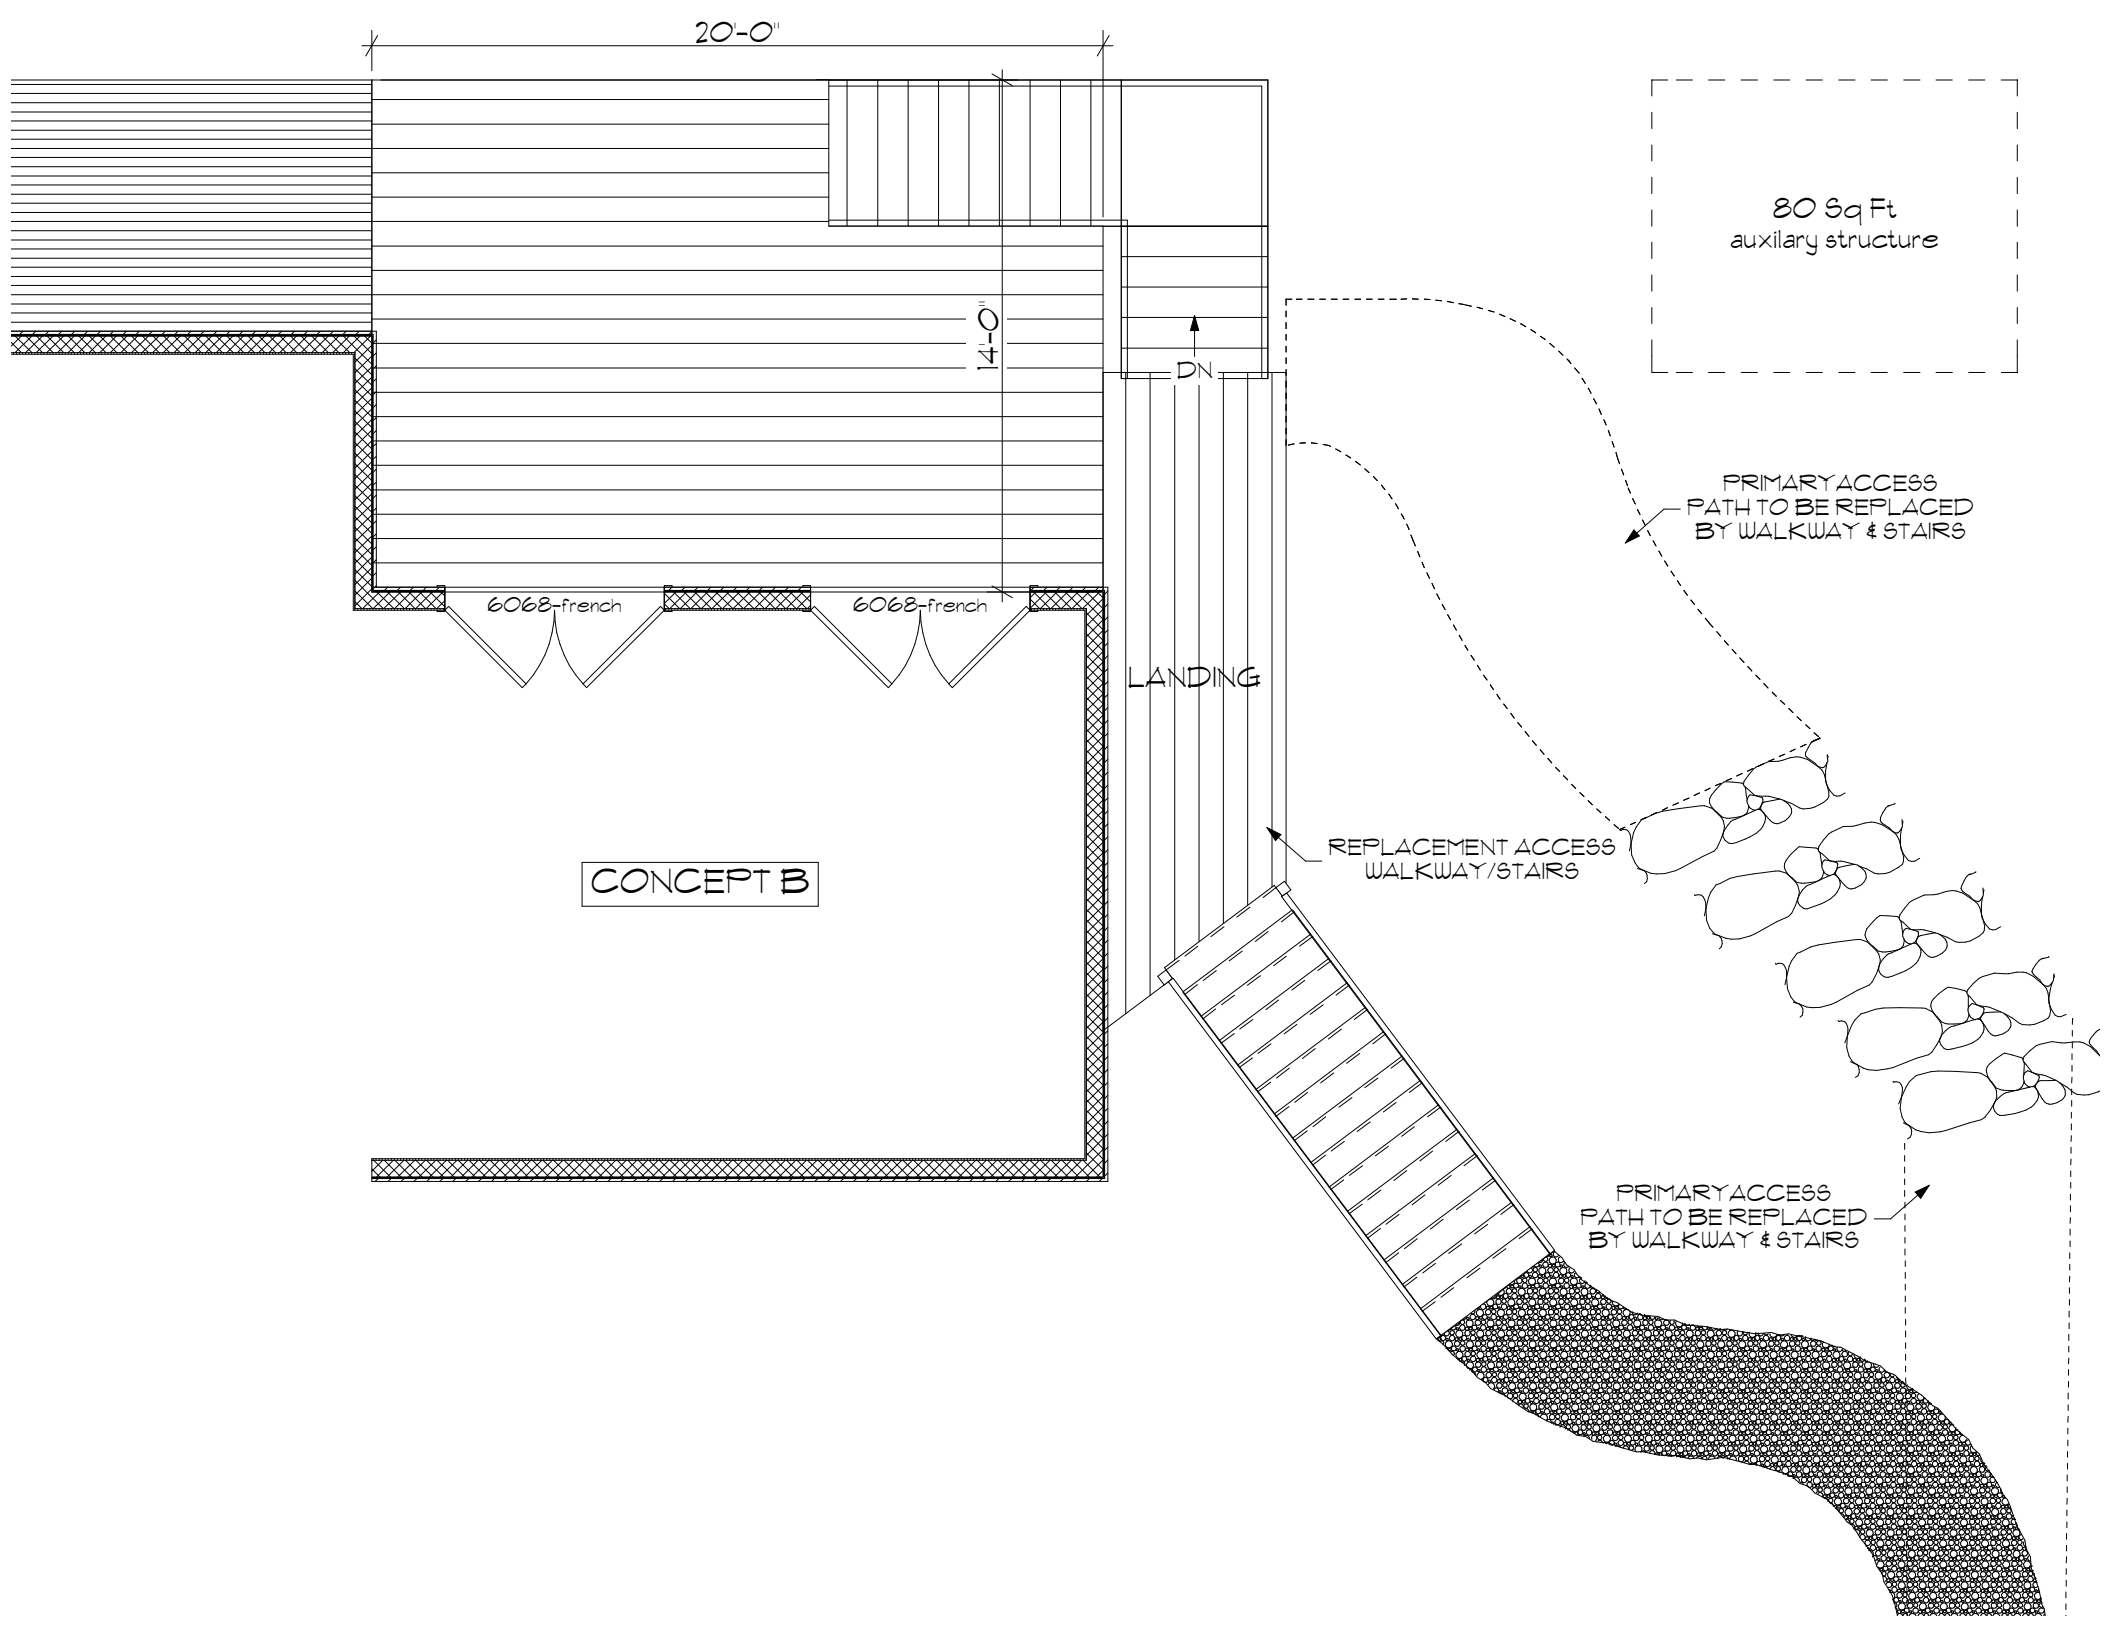 20'-0"
80 Sq Ft
auxilary structure
14'-0"
DN
PRIMARY ACCESS
PATH TO BE REPLACED
BY WALKWAY & STAIRS
6068-french
6068-french
LANDING
REPLACEMENT ACCESS
WALKWAY/STAIRS
CONCEPT B
PRIMARY ACCESS
PATH TO BE REPLACED
BY WALKWAY & STAIRS